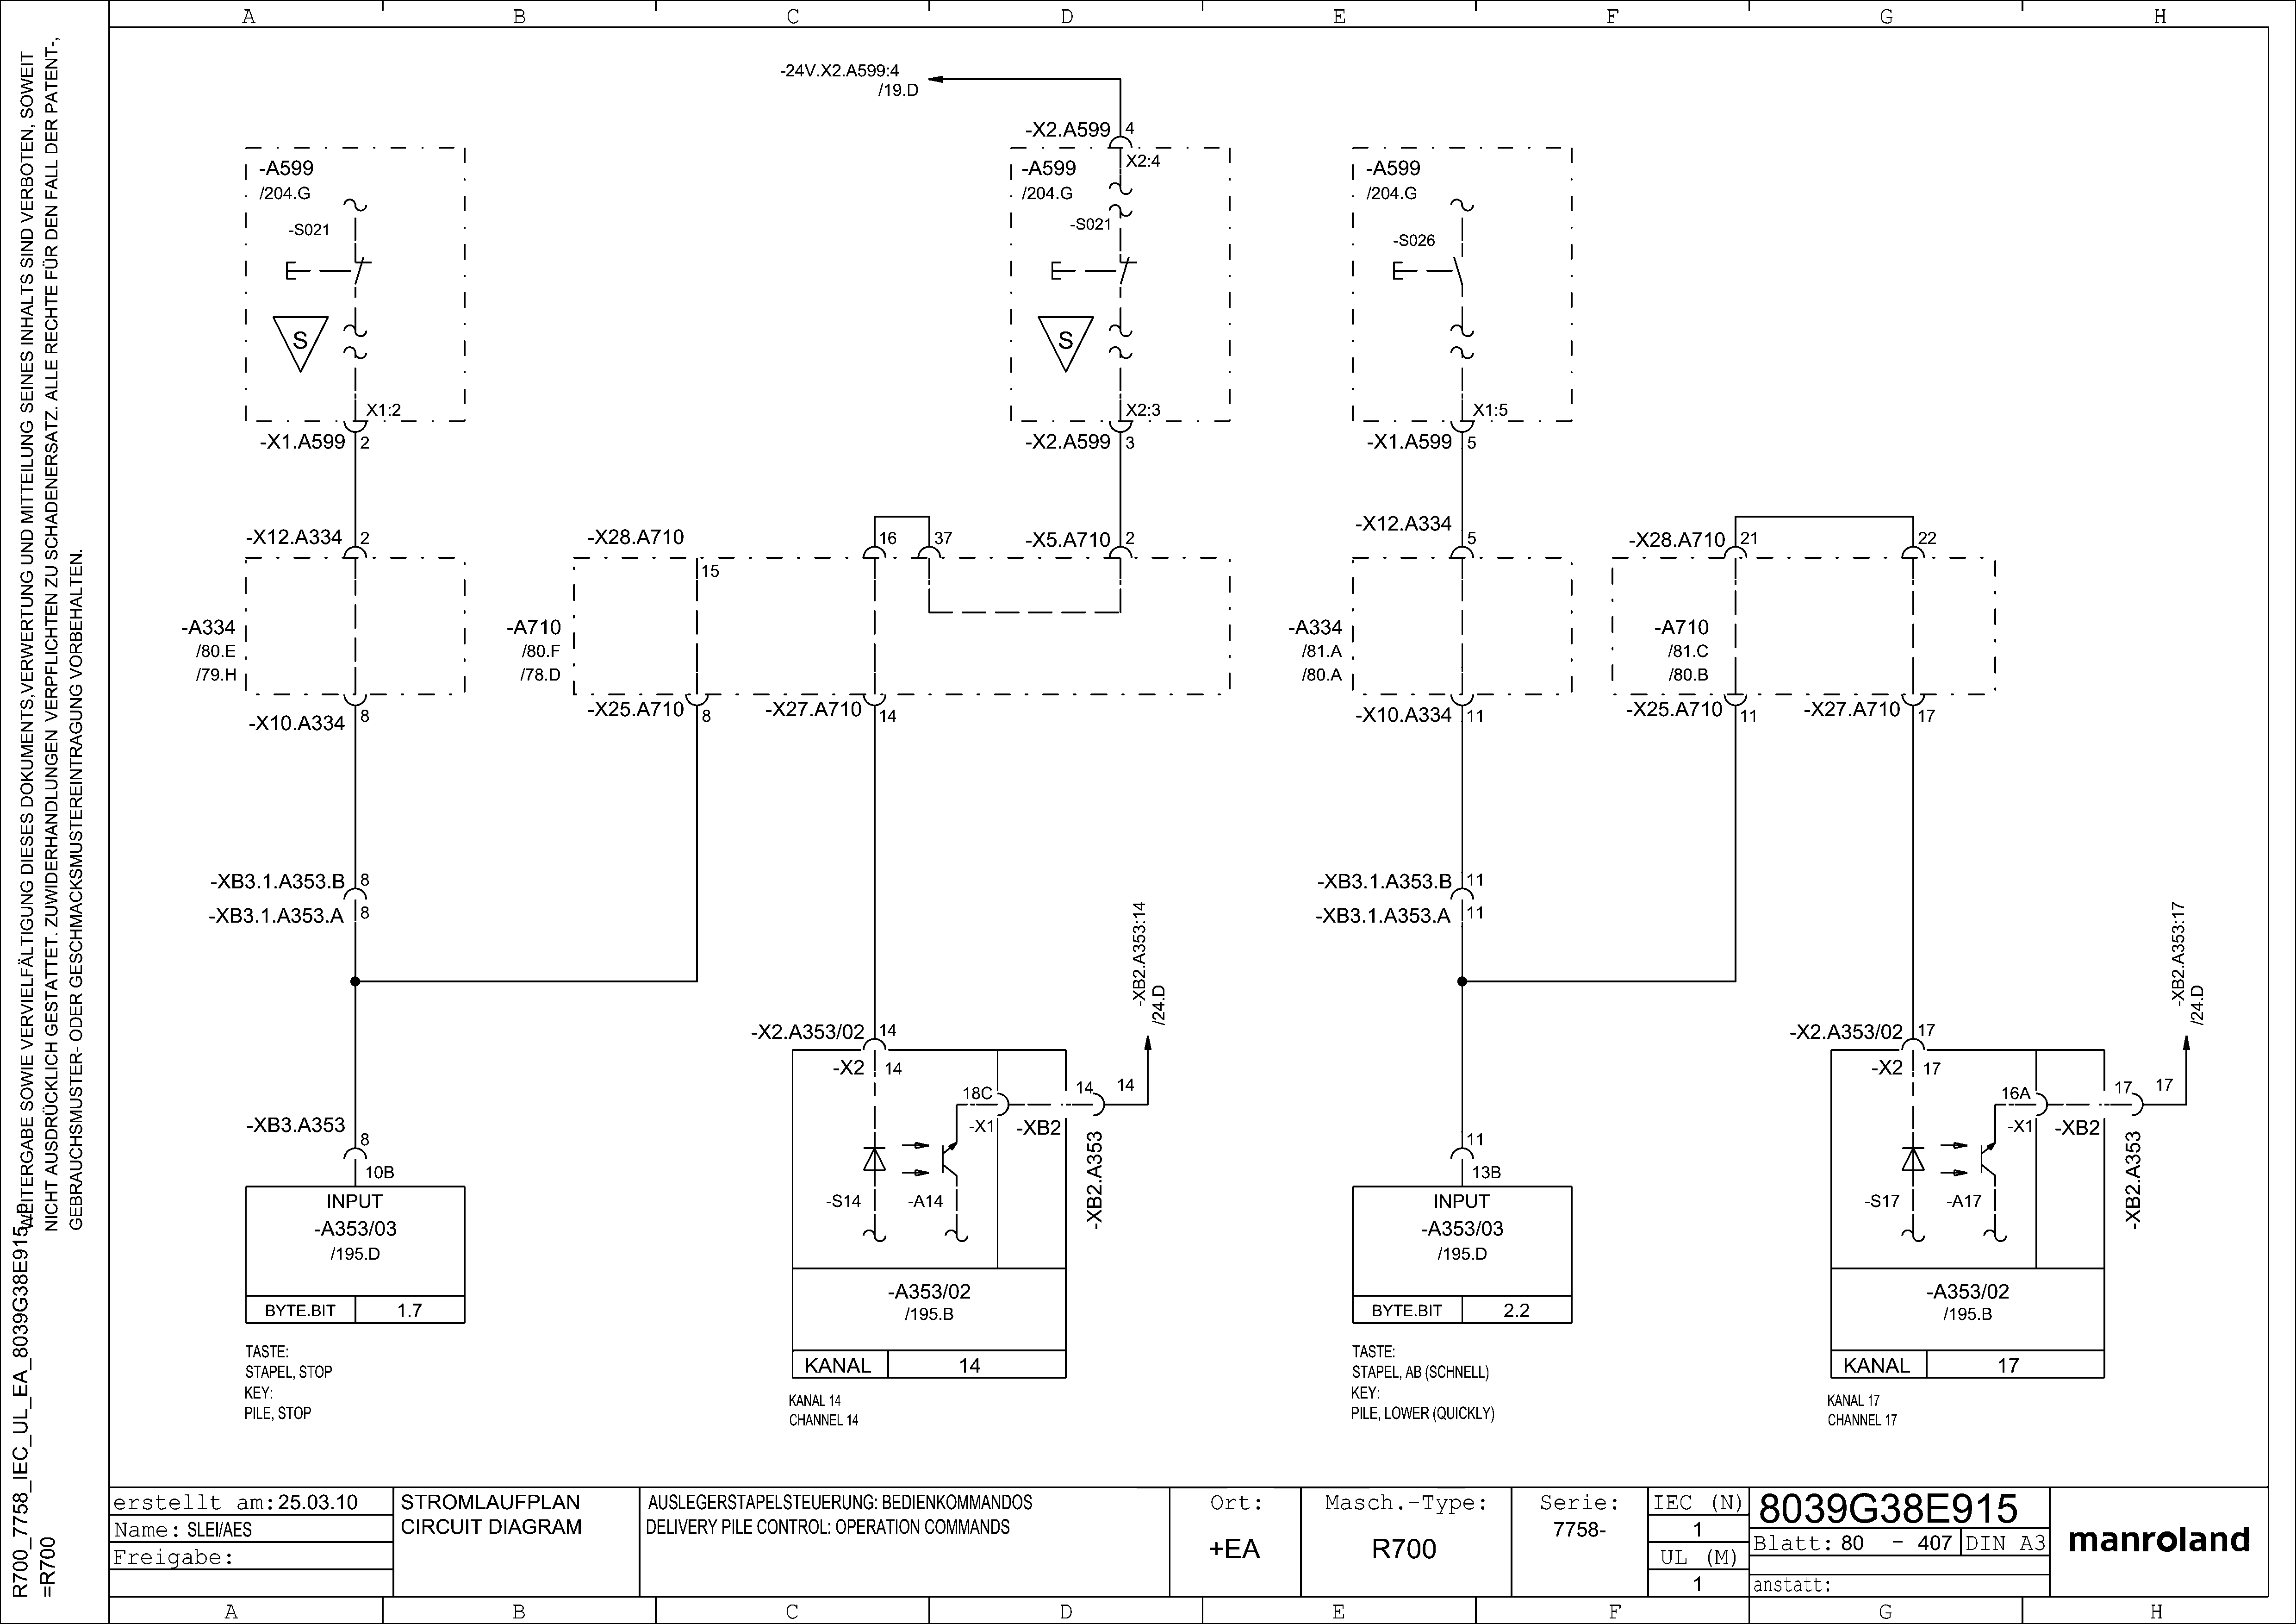 A B C D E F G H
WEITERGABE SOWIE VERVIELFÄLTIGUNG DIESES DOKUMENTS,VERWERTUNG UND MITTEILUNG SEINES INHALTS SIND VERBOTEN, SOWEIT
NICHT AUSDRÜCKLICH GESTATTET. ZUWIDERHANDLUNGEN VERPFLICHTEN ZU SCHADENERSATZ. ALLE RECHTE FÜR DEN FALL DER PATENT-,
GEBRAUCHSMUSTER- ODER GESCHMACKSMUSTEREINTRAGUNG VORBEHALTEN.
-24V.X2.A599:4
/19.D
-X2.A599 4
-A599
/204.G
-S021
S
X1:2
-X1.A599 2
-A599
/204.G
X2:4
-S021
S
X2:3
-X2.A599 3
-A599
/204.G
-S026
X1:5
-X1.A599 5
-X12.A334 2
-A334
/80.E
/79.H
-X10.A334 8
-X28.A710 16 37
15
-X5.A710 2
-A710
/80.F
/78.D
-X25.A710 8
-X27.A710 14
-X12.A334 5
-A334
/81.A
/80.A
-X10.A334 11
-X28.A710 21 22
-A710
/81.C
/80.B
-X25.A710 11
-X27.A710 17
-XB3.1.A353.B 8
-XB3.1.A353.A 8
-XB3.1.A353.B 11
-XB3.1.A353.A 11
-XB3.A353 8
10B
INPUT
-A353/03
/195.D
BYTE.BIT 1.7
TASTE:
STAPEL, STOP
KEY:
PILE, STOP
-X2.A353/02 14
-X2 14
18C 14 14
-X1 -XB2
-XB2.A353
-XB2.A353:14
/24.D
-S14 -A14
-A353/02
/195.B
KANAL 14
KANAL 14
CHANNEL 14
11
13B
INPUT
-A353/03
/195.D
BYTE.BIT 2.2
TASTE:
STAPEL, AB (SCHNELL)
KEY:
PILE, LOWER (QUICKLY)
-X2.A353/02 17
-X2 17
16A 17 17
-X1 -XB2
-XB2.A353
-XB2.A353:17
/24.D
-S17 -A17
-A353/02
/195.B
KANAL 17
KANAL 17
CHANNEL 17
=R700
erstellt am: 25.03.10
Name: SLEI/AES
Freigabe:
STROMLAUFPLAN
CIRCUIT DIAGRAM
AUSLEGERSTAPELSTEUERUNG: BEDIENKOMMANDOS
DELIVERY PILE CONTROL: OPERATION COMMANDS
Ort:
+EA
Masch.-Type:
R700
Serie:
7758-
IEC (N)
1
UL (M)
1
8039G38E915
Blatt: 80 - 407 DIN A3
anstatt:
manroland
A B C D E F G H